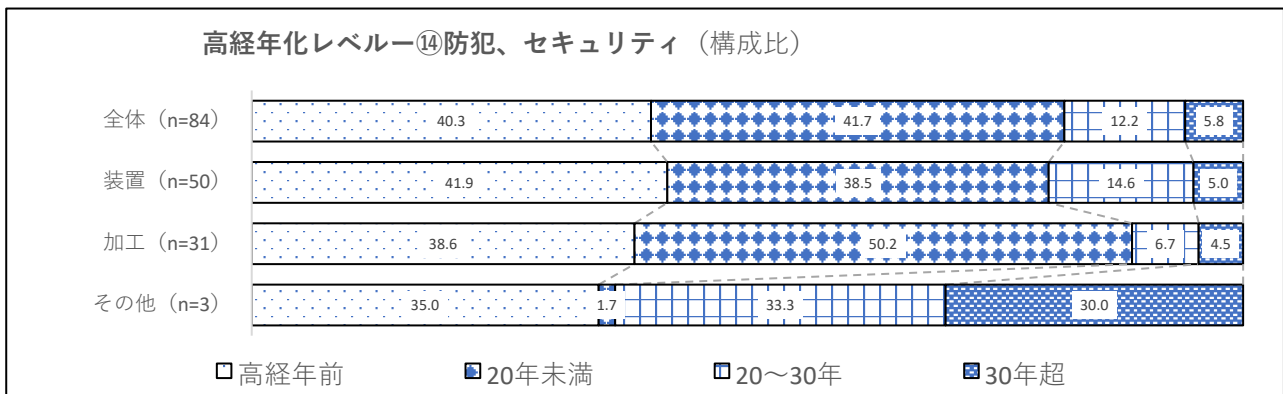 高経年化レベルー⑭防犯、セキュリティ（構成比）
全体（n=84） 40.3 41.7 12.2 5.8
装置（n=50） 41.9 38.5 14.6 5.0
加工（n=31） 38.6 50.2 6.7 4.5
その他（n=3） 35.0 1.7 33.3 30.0
高経年前 20年未満 20～30年 30年超